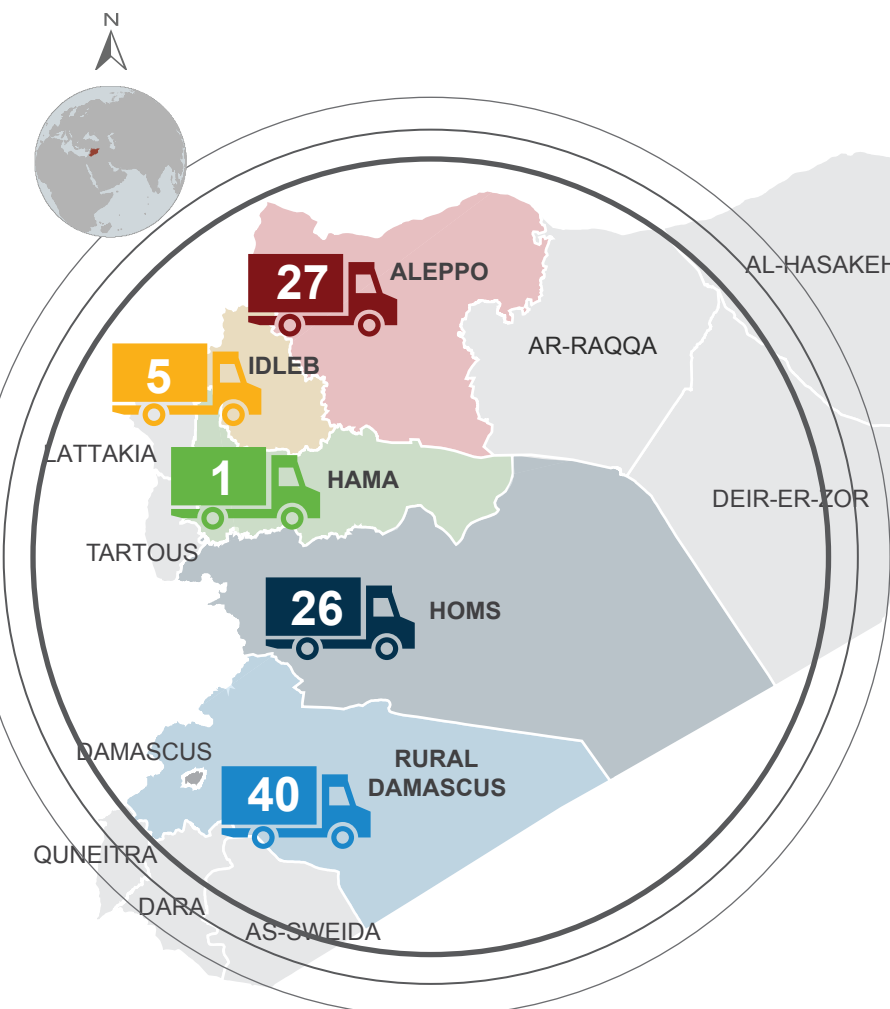 N
AL-HASAKEH
27
ALEPPO
AR-RAQQA
5
IDLEB
LATTAKIA
1
HAMA
DEIR-ER-ZOR
TARTOUS
26
HOMS
DAMASCUS
RURAL
DAMASCUS
40
QUNEITRA
DARA
AS-SWEIDA